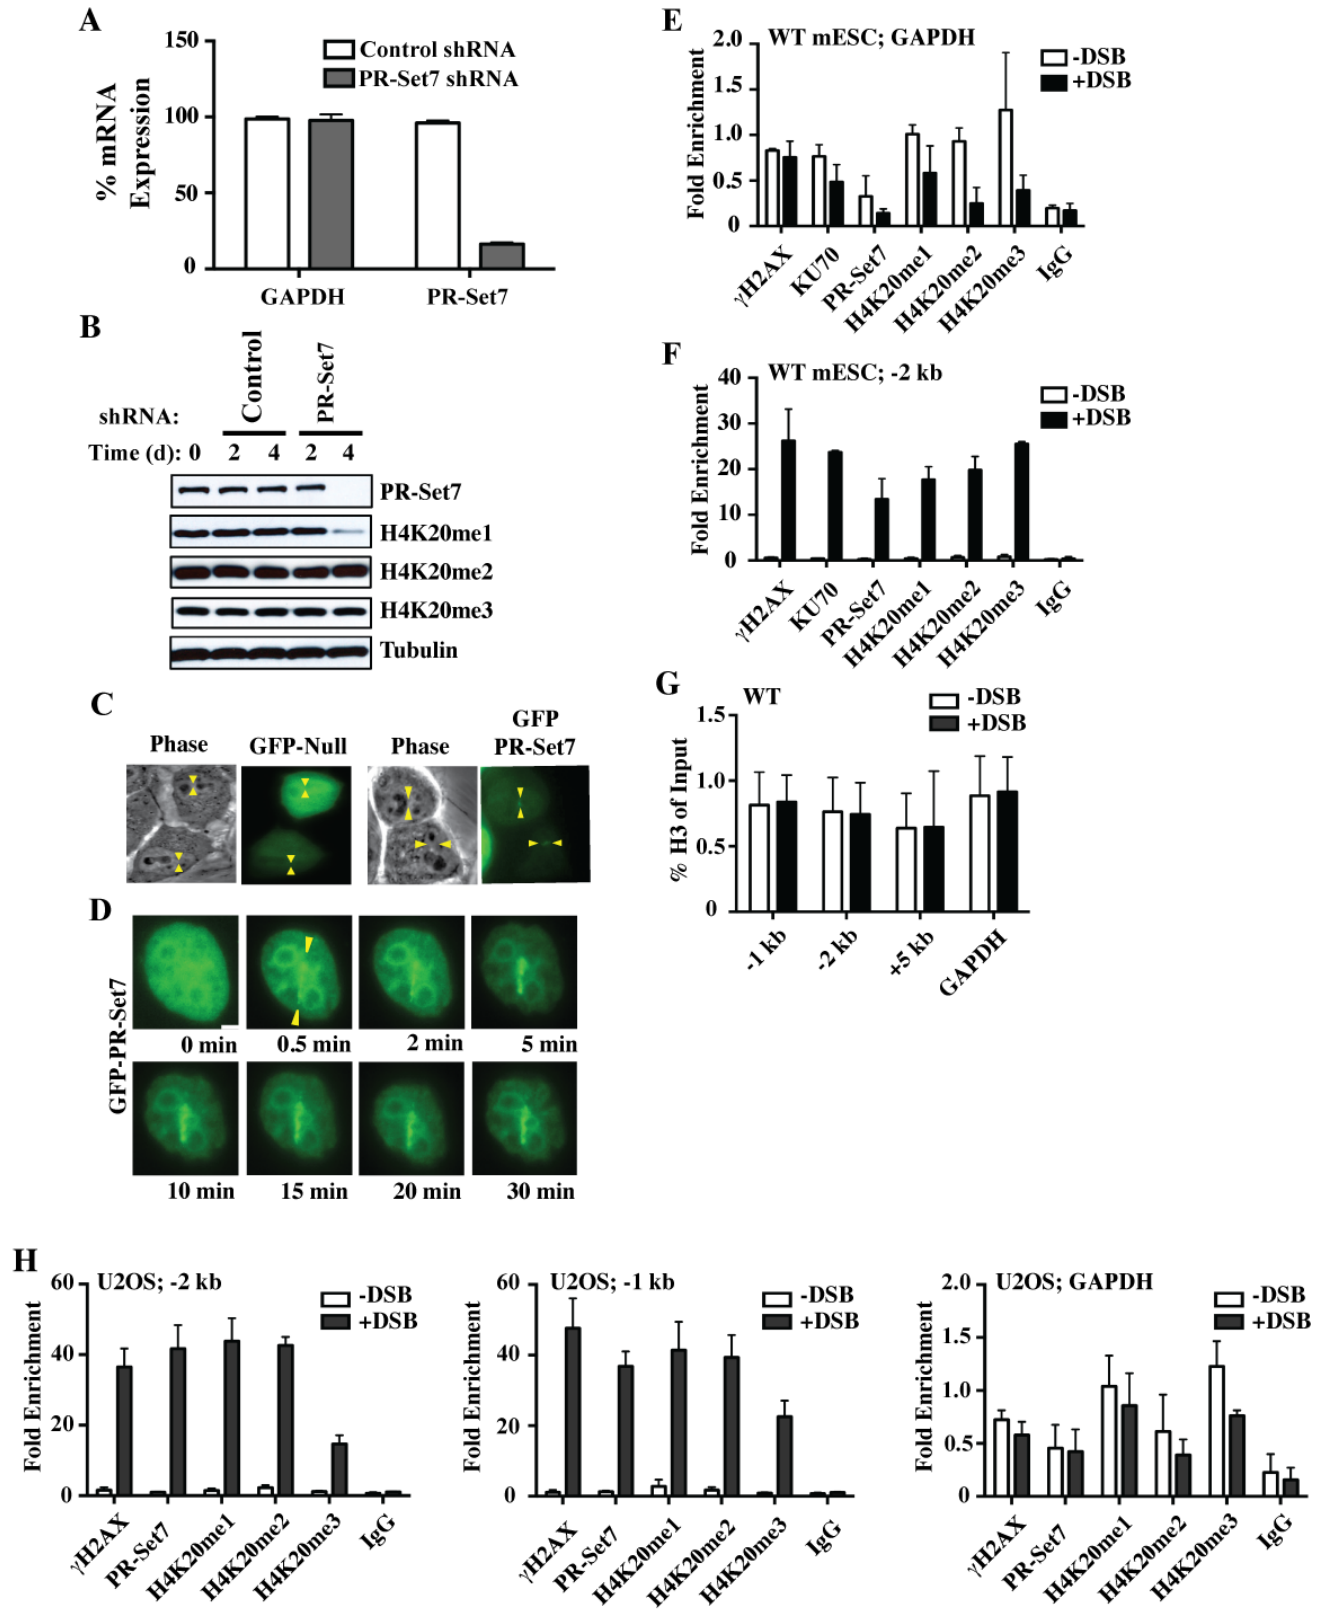 A
150
100
50
0
% mRNA
Expression
Control shRNA
PR-Set7 shRNA
GAPDH
PR-Set7
B
shRNA:
Control
PR-Set7
Time (d): 0 2 4 2 4
PR-Set7
H4K20me1
H4K20me2
H4K20me3
Tubulin
C
Phase
GFP-Null
Phase
GFP
PR-Set7
D
GFP-PR-Set7
0 min
0.5 min
2 min
5 min
10 min
15 min
20 min
30 min
E
WT mESC; GAPDH
-DSB
+DSB
2.0
1.5
1.0
0.5
0
Fold Enrichment
γH2AX
KU70
PR-Set7
H4K20me1
H4K20me2
H4K20me3
IgG
F
WT mESC; -2 kb
-DSB
+DSB
40
30
20
10
0
Fold Enrichment
γH2AX
KU70
PR-Set7
H4K20me1
H4K20me2
H4K20me3
IgG
G
WT
-DSB
+DSB
1.5
1.0
0.5
0
% H3 of Input
-1 kb
-2 kb
+5 kb
GAPDH
H
U2OS; -2 kb
-DSB
+DSB
60
40
20
0
Fold Enrichment
γH2AX
PR-Set7
H4K20me1
H4K20me2
H4K20me3
IgG
U2OS; -1 kb
-DSB
+DSB
60
40
20
0
Fold Enrichment
γH2AX
PR-Set7
H4K20me1
H4K20me2
H4K20me3
IgG
U2OS; GAPDH
-DSB
+DSB
2.0
1.5
1.0
0.5
0
Fold Enrichment
γH2AX
PR-Set7
H4K20me1
H4K20me2
H4K20me3
IgG